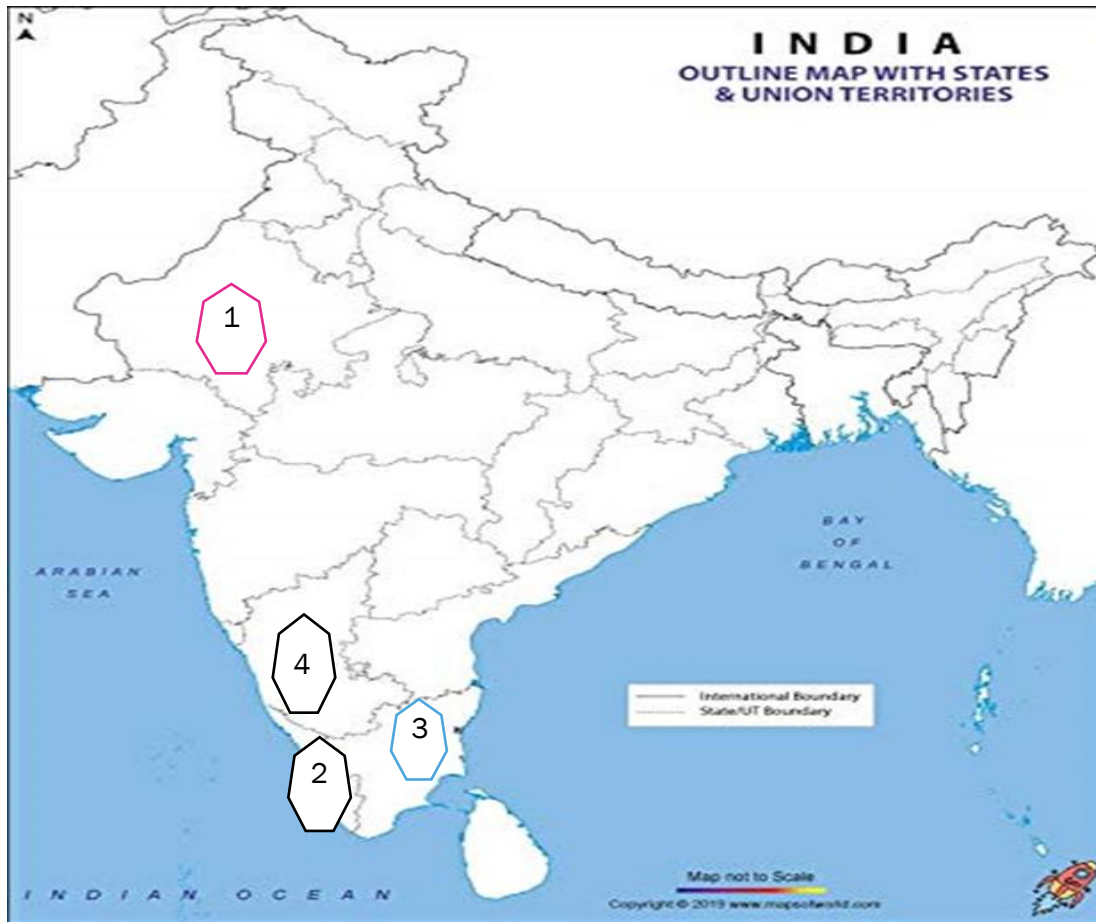 N
INDIA
OUTLINE MAP WITH STATES
& UNION TERRITORIES
1
BAY
OF
BENGAL
ARABIAN
SEA
4
International Boundary
State/UT Boundary
3
2
Map not to Scale
INDIAN OCEAN
Copyright © 2019 www.mapsofworld.com